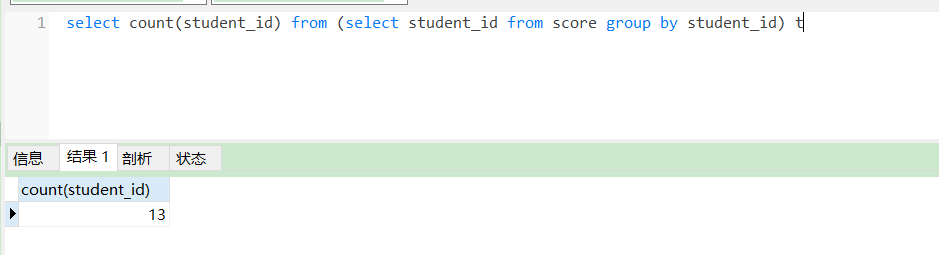 1 select count(student_id) from (select student_id from score group by student_id) t
信息 结果 1 剖析 状态
count(student_id)
13